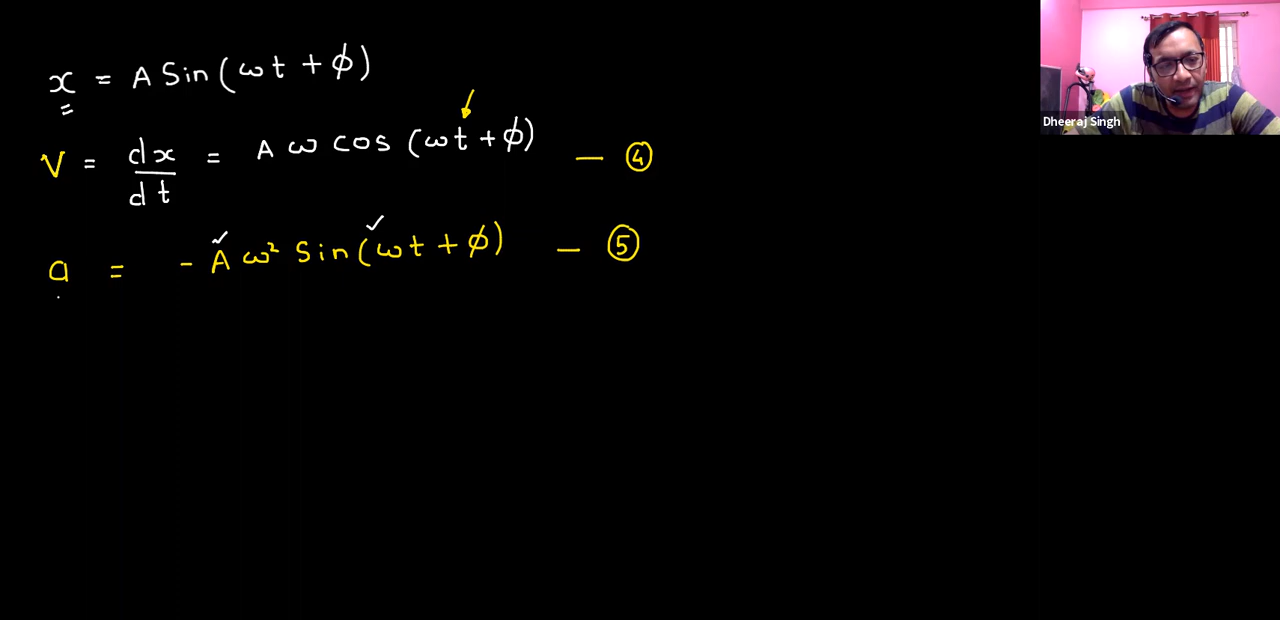 x = A Sin(ωt + ϕ)
V = dx/dt = A ω cos (ωt + ϕ) — ④
a = - A ω² Sin(ωt + ϕ) — ⑤
Dheeraj Singh